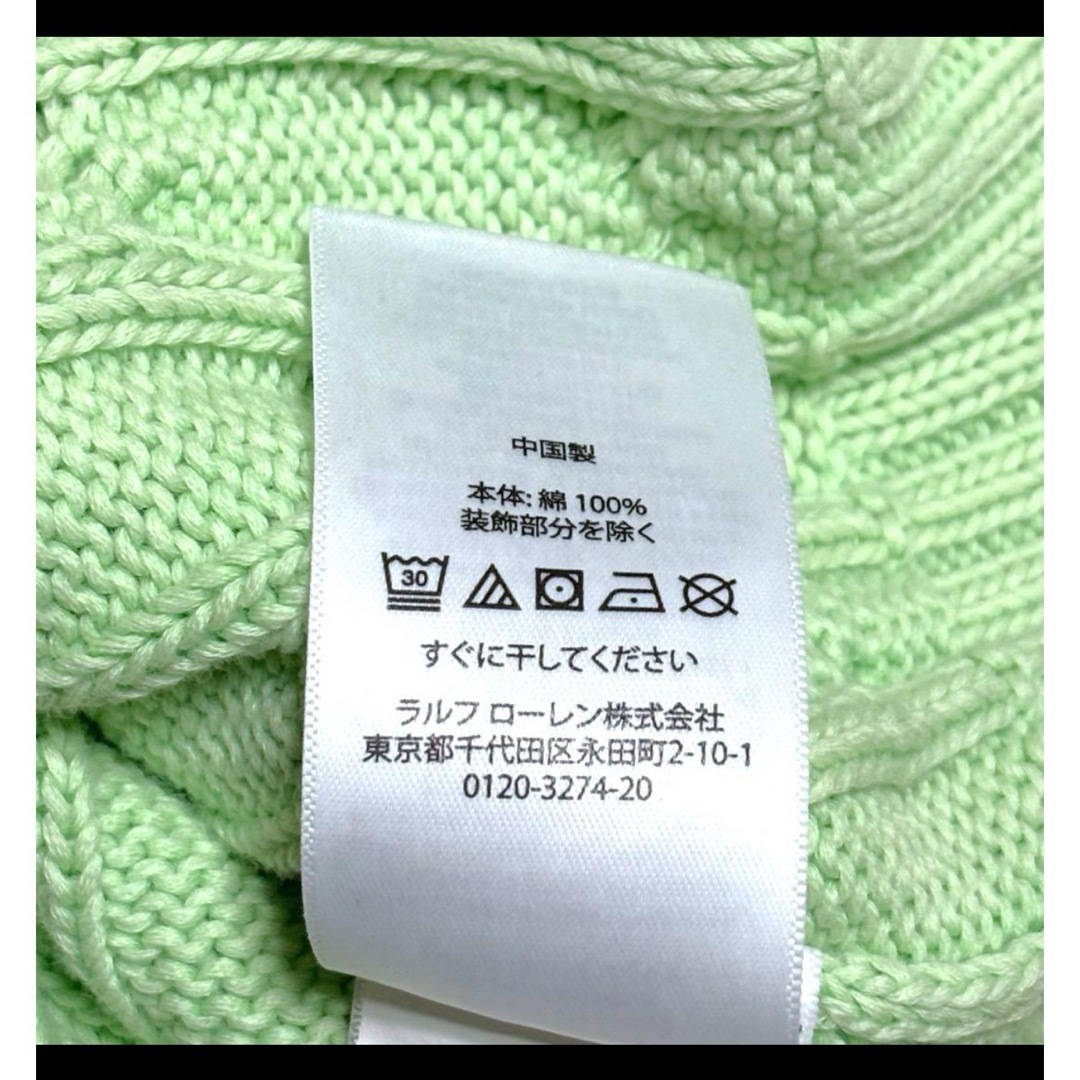 中国製
本体: 綿 100%
装飾部分を除く
30
すぐに干してください
ラルフ ローレン株式会社
東京都千代田区永田町2-10-1
0120-3274-20